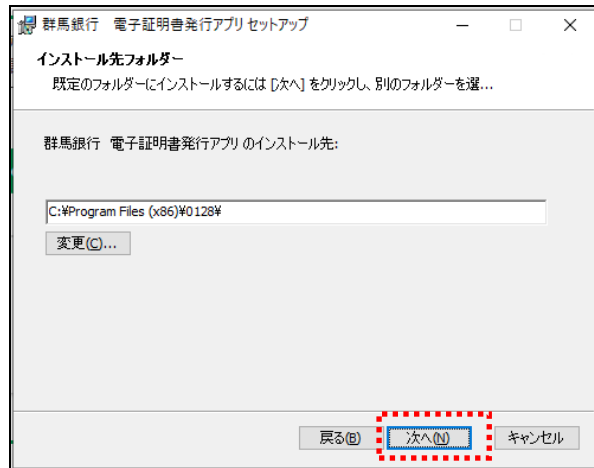 群馬銀行　電子証明書発行アプリ セットアップ
インストール先フォルダー
既定のフォルダーにインストールするには [次へ] をクリックし、別のフォルダーを選...
群馬銀行　電子証明書発行アプリ のインストール先:
C:¥Program Files (x86)¥0128¥
変更(C)...
戻る(B) 次へ(N) キャンセル